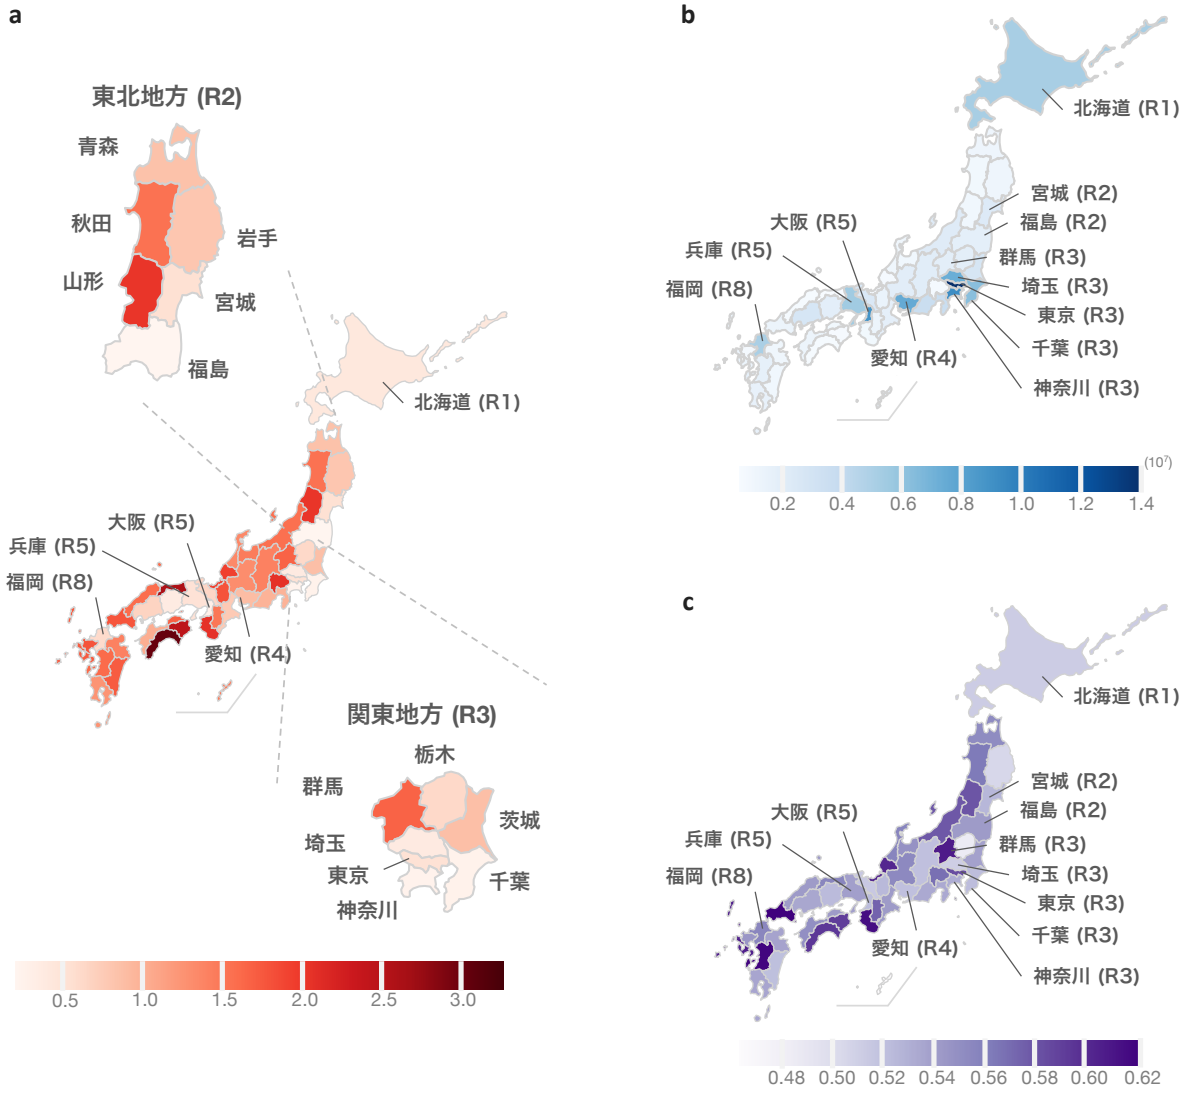 a
東北地方 (R2)
青森
秋田
岩手
山形
宮城
福島
北海道 (R1)
大阪 (R5)
兵庫 (R5)
福岡 (R8)
愛知 (R4)
関東地方 (R3)
栃木
群馬
茨城
埼玉
東京
千葉
神奈川
0.5 1.0 1.5 2.0 2.5 3.0
b
北海道 (R1)
宮城 (R2)
大阪 (R5)
福島 (R2)
兵庫 (R5)
群馬 (R3)
福岡 (R8)
埼玉 (R3)
東京 (R3)
千葉 (R3)
愛知 (R4)
神奈川 (R3)
(10⁷)
0.2 0.4 0.6 0.8 1.0 1.2 1.4
c
北海道 (R1)
宮城 (R2)
大阪 (R5)
福島 (R2)
兵庫 (R5)
群馬 (R3)
福岡 (R8)
埼玉 (R3)
東京 (R3)
千葉 (R3)
愛知 (R4)
神奈川 (R3)
0.48 0.50 0.52 0.54 0.56 0.58 0.60 0.62